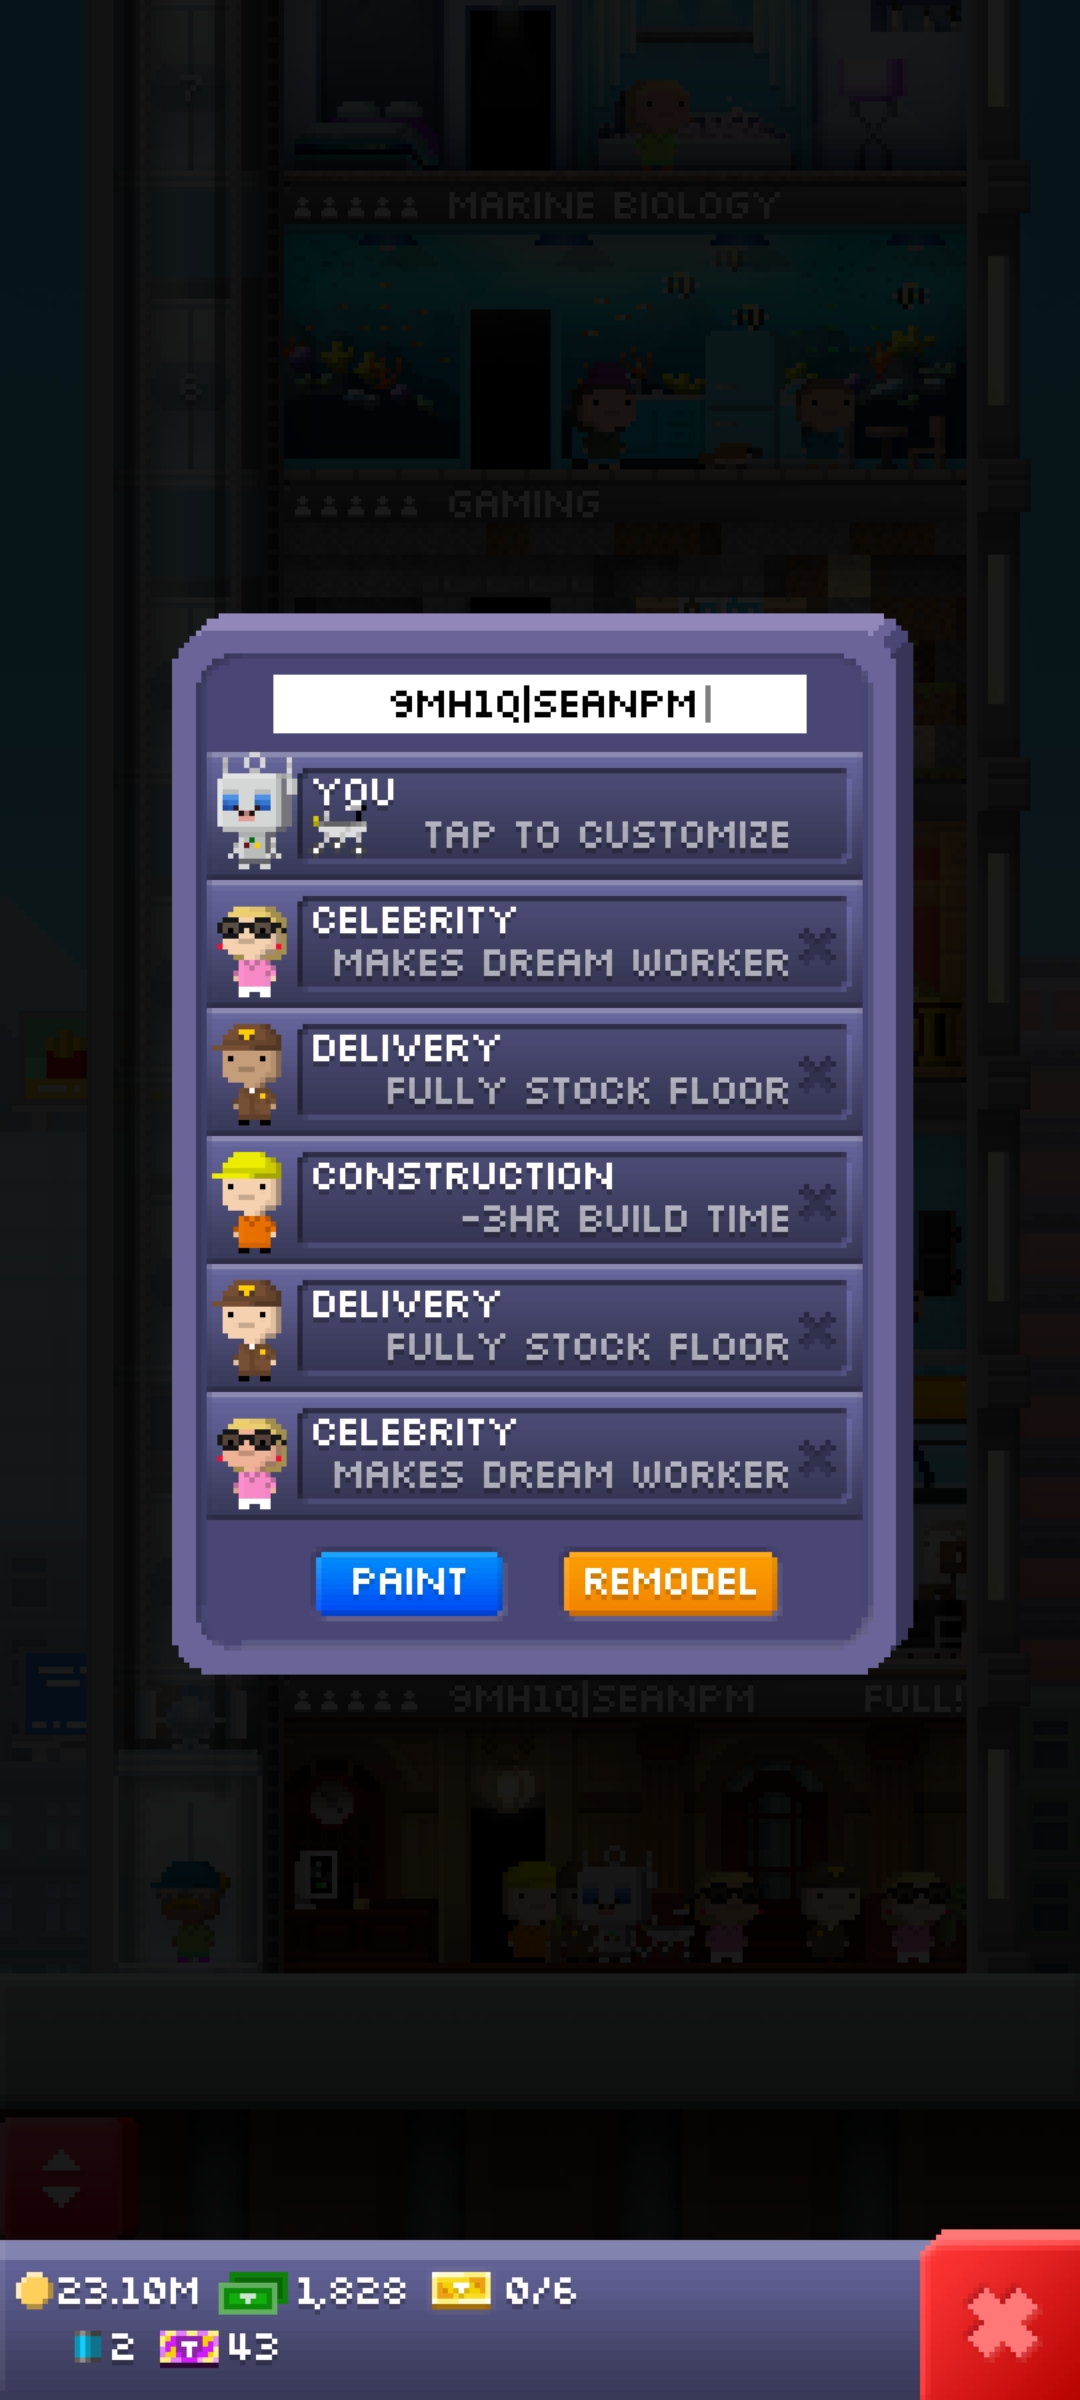 7
MARINE BIOLOGY
6
GAMING
9MH1Q|SEANPM
YOU
TAP TO CUSTOMIZE
CELEBRITY
MAKES DREAM WORKER
DELIVERY
FULLY STOCK FLOOR
CONSTRUCTION
-3HR BUILD TIME
DELIVERY
FULLY STOCK FLOOR
CELEBRITY
MAKES DREAM WORKER
PAINT REMODEL
9MH1Q|SEANPM FULL!
23.10M 1,828 0/6
2 43